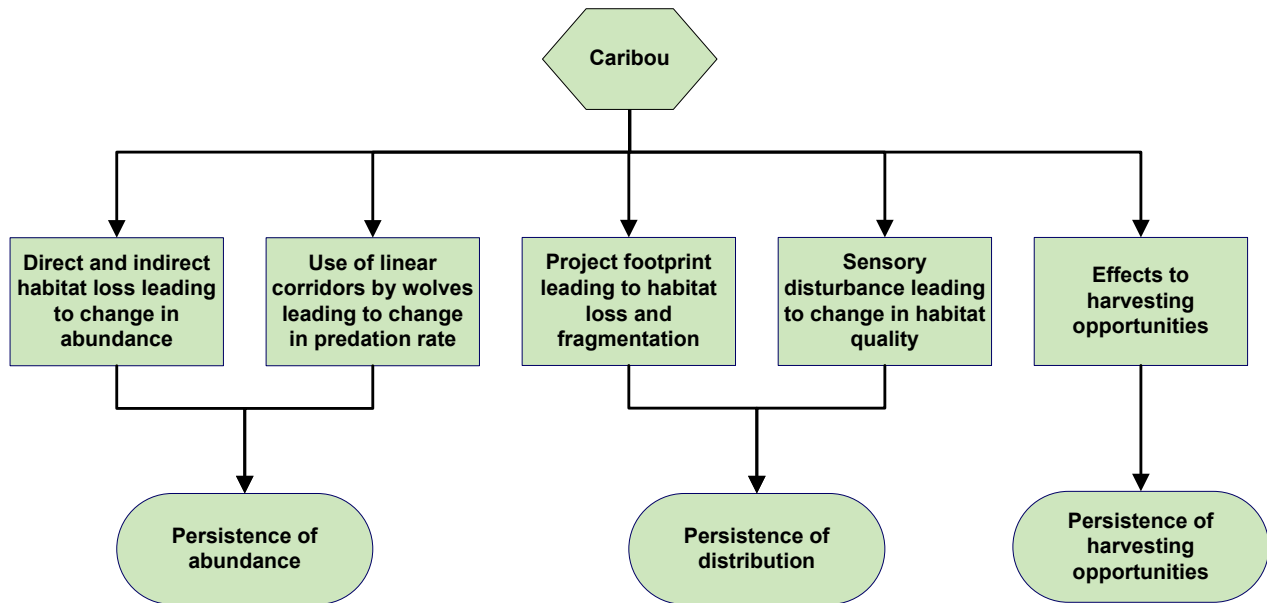 Caribou
Direct and indirect
habitat loss leading
to change in
abundance
Use of linear
corridors by wolves
leading to change
in predation rate
Project footprint
leading to habitat
loss and
fragmentation
Sensory
disturbance leading
to change in habitat
quality
Effects to
harvesting
opportunities
Persistence of
abundance
Persistence of
distribution
Persistence of
harvesting
opportunities